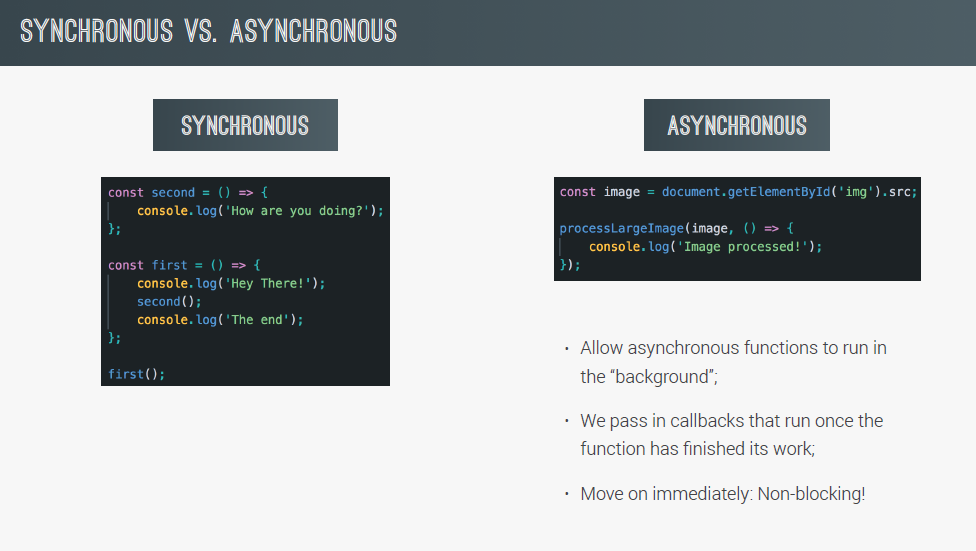 SYNCHRONOUS VS. ASYNCHRONOUS
SYNCHRONOUS
const second = () => {
    console.log('How are you doing?');
};

const first = () => {
    console.log('Hey There!');
    second();
    console.log('The end');
};

first();
ASYNCHRONOUS
const image = document.getElementById('img').src;

processLargeImage(image, () => {
    console.log('Image processed!');
});
· Allow asynchronous functions to run in
the “background”;
· We pass in callbacks that run once the
function has finished its work;
· Move on immediately: Non-blocking!